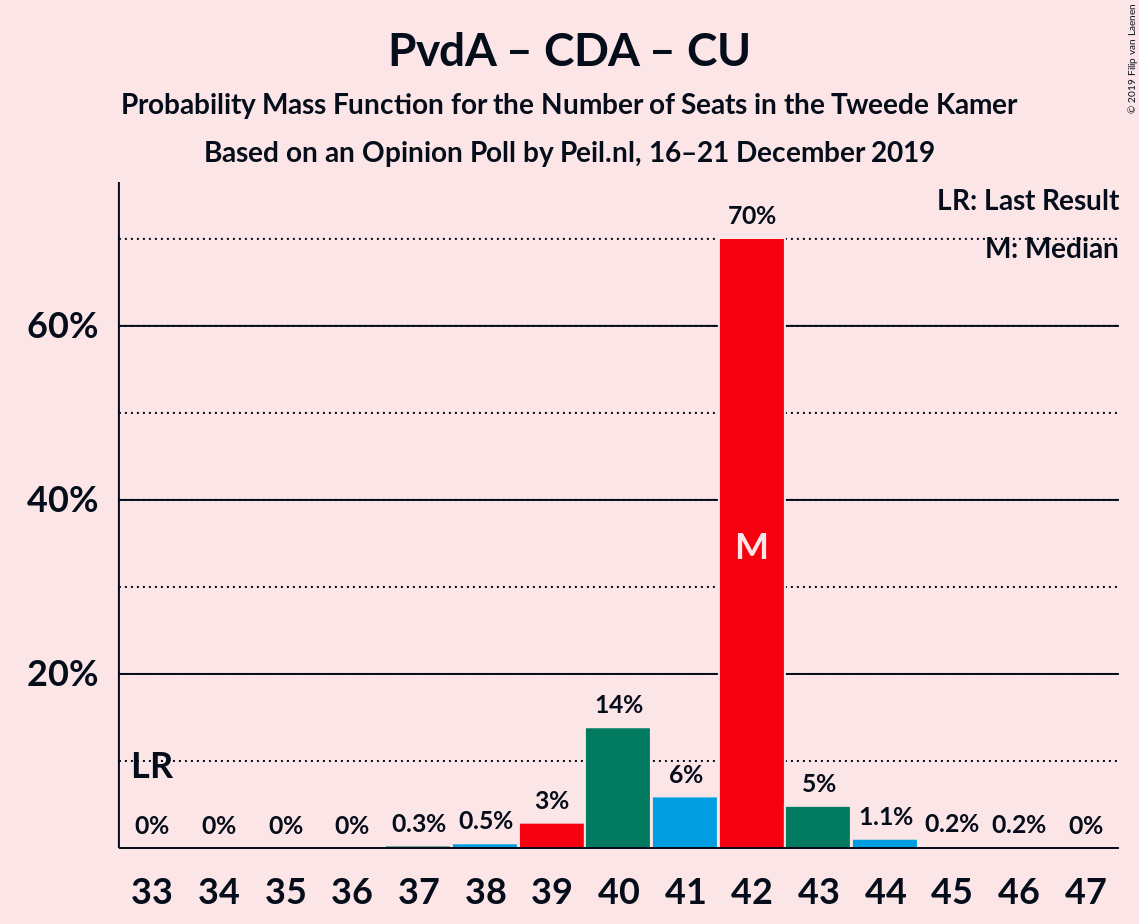 PvdA – CDA – CU
Probability Mass Function for the Number of Seats in the Tweede Kamer
Based on an Opinion Poll by Peil.nl, 16–21 December 2019
© 2019 Filip van Laenen
LR: Last Result
M: Median
60%
40%
20%
LR
M
0% 0% 0% 0% 0.3% 0.5% 3% 14% 6% 70% 5% 1.1% 0.2% 0.2% 0%
33 34 35 36 37 38 39 40 41 42 43 44 45 46 47